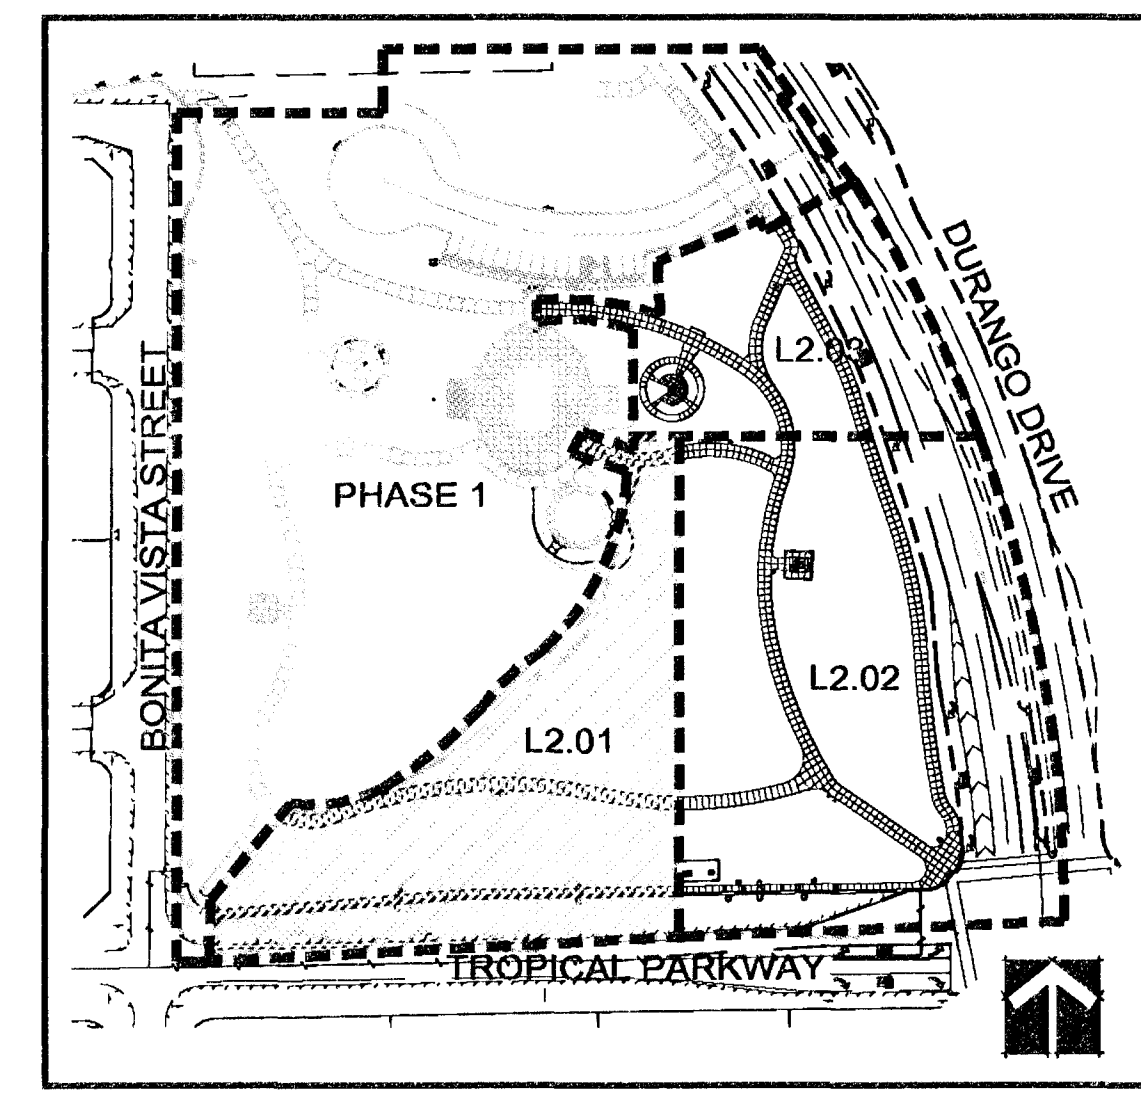 DURANGO DRIVE
L2.03
BONITA VISTA STREET
PHASE 1
L2.02
L2.01
TROPICAL PARKWAY